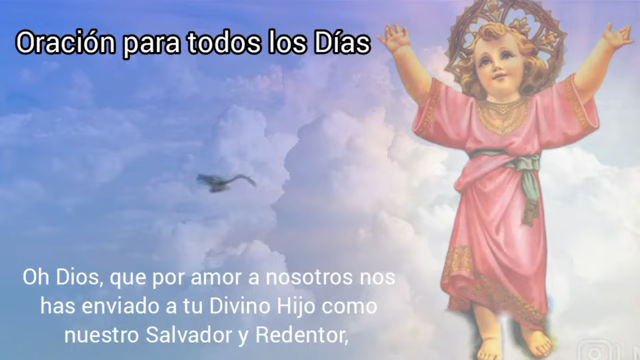 Oración para todos los Días
Oh Dios, que por amor a nosotros nos
has enviado a tu Divino Hijo como
nuestro Salvador y Redentor,